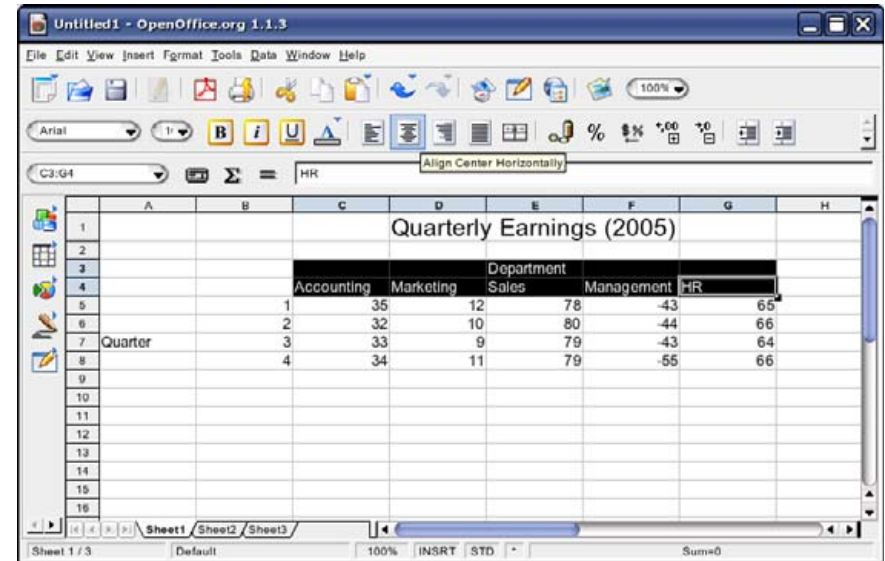 Untitled1 - OpenOffice.org 1.1.3
File Edit View Insert Format Tools Data Window Help
100%
Arial
B i U A % $%
Align Center Horizontally
C3:G4 Σ = HR
A B C D E F G H
1 Quarterly Earnings (2005)
2
3 Department
4 Accounting Marketing Sales Management HR
5 1 35 12 78 -43 65
6 2 32 10 80 -44 66
7 Quarter 3 33 9 79 -43 64
8 4 34 11 79 -55 66
9
10
11
12
13
14
15
16
Sheet1 Sheet2 Sheet3
Sheet 1 / 3 Default 100% INSRT STD * Sum=0